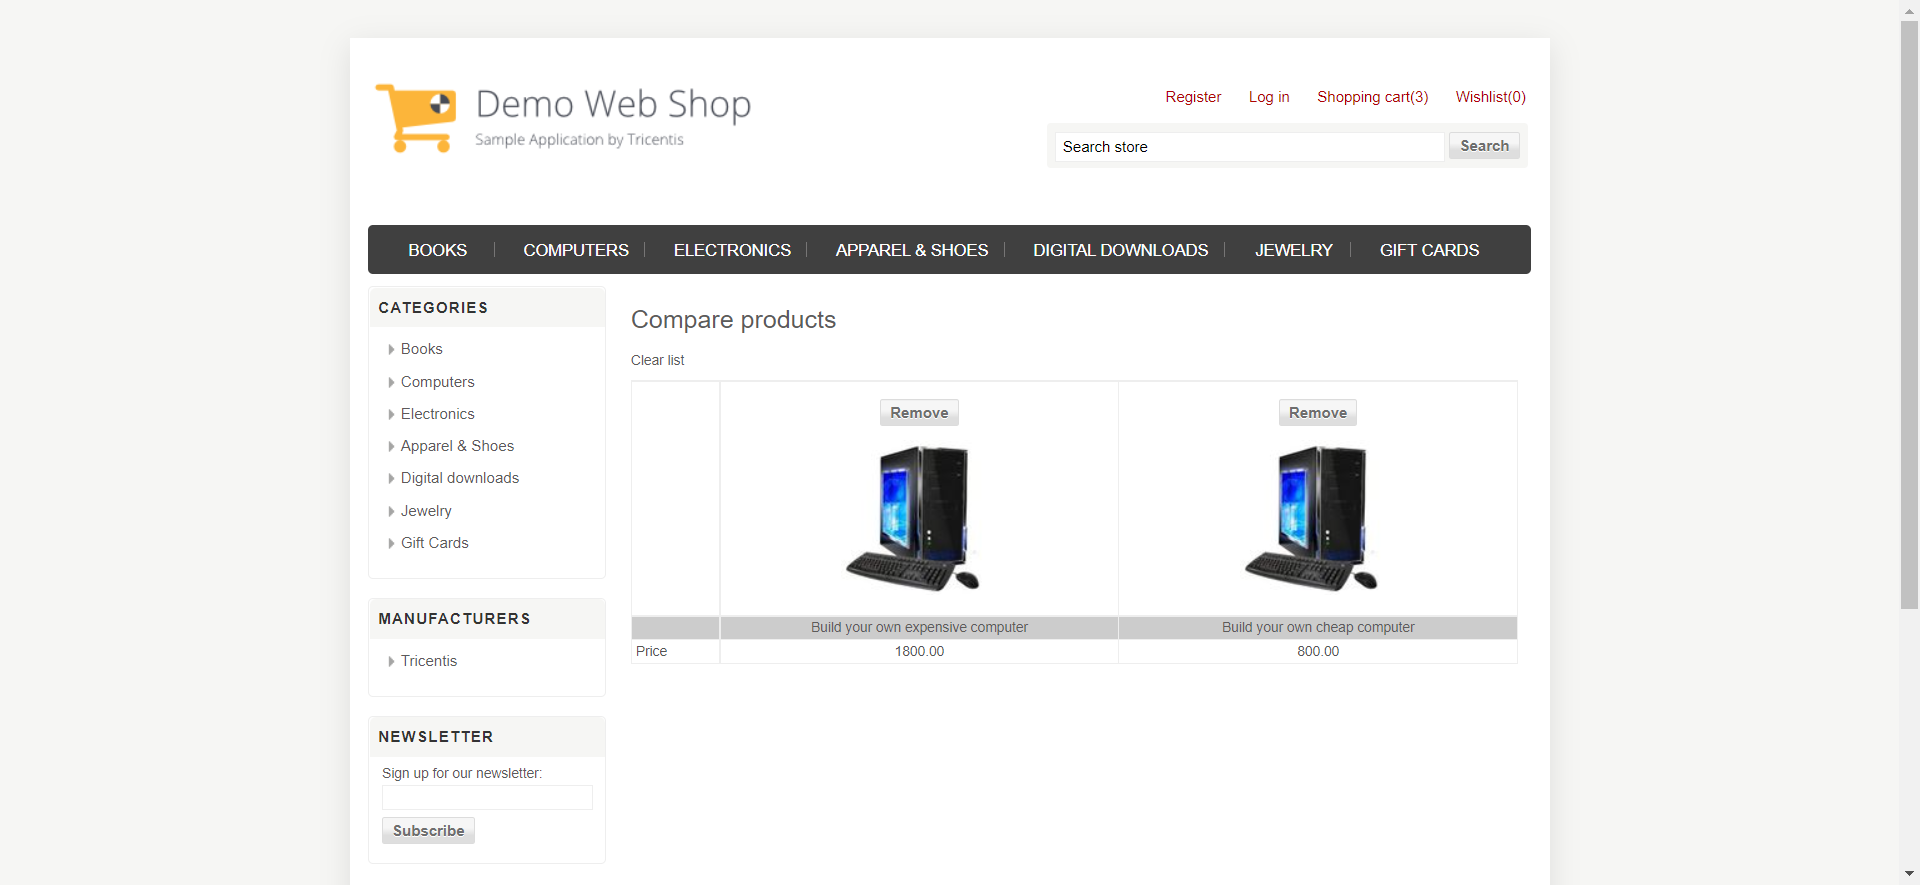 Demo Web Shop
Sample Application by Tricentis
Register Log in Shopping cart(3) Wishlist(0)
Search store Search
BOOKS COMPUTERS ELECTRONICS APPAREL & SHOES DIGITAL DOWNLOADS JEWELRY GIFT CARDS
CATEGORIES
Books
Computers
Electronics
Apparel & Shoes
Digital downloads
Jewelry
Gift Cards
MANUFACTURERS
Tricentis
NEWSLETTER
Sign up for our newsletter:
Subscribe
Compare products
Clear list
Remove Remove
Build your own expensive computer Build your own cheap computer
Price 1800.00 800.00